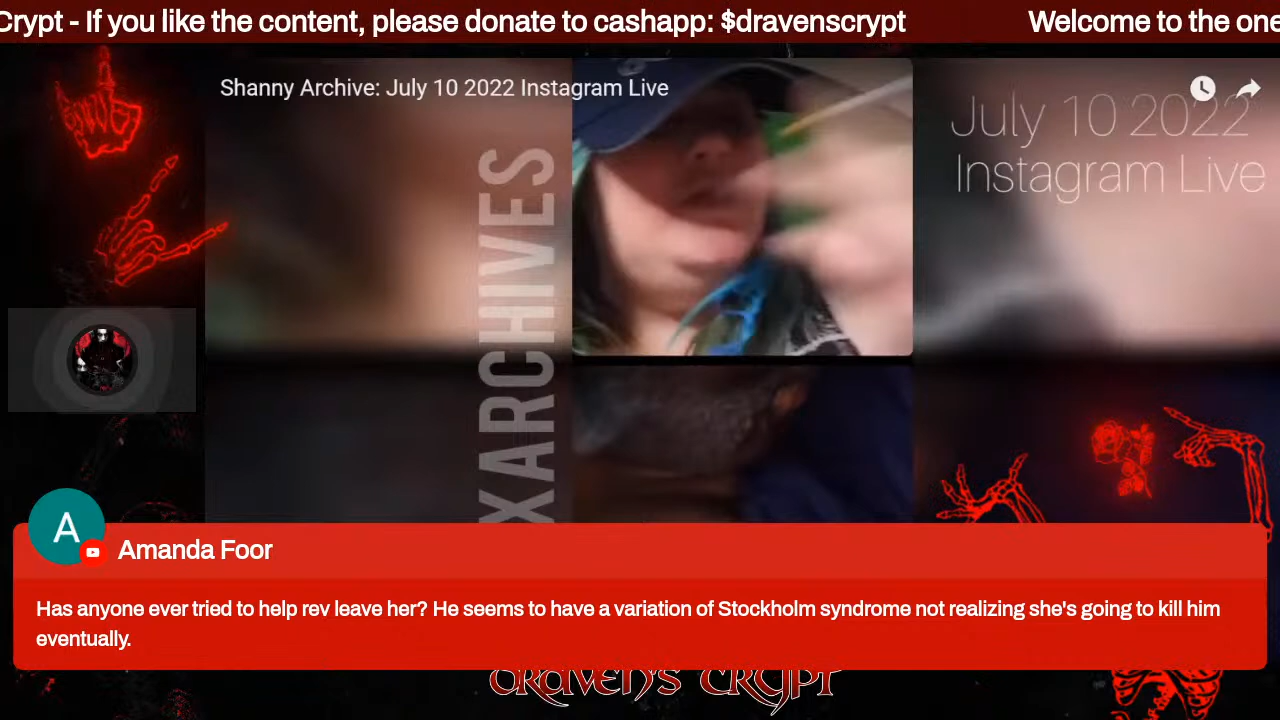 Crypt - If you like the content, please donate to cashapp: $dravenscrypt Welcome to the one
Shanny Archive: July 10 2022 Instagram Live
July 10 2022
Instagram Live
XARCHIVES
A
Amanda Foor
Has anyone ever tried to help rev leave her? He seems to have a variation of Stockholm syndrome not realizing she's going to kill him
eventually.
DRAVEN'S CRYPT